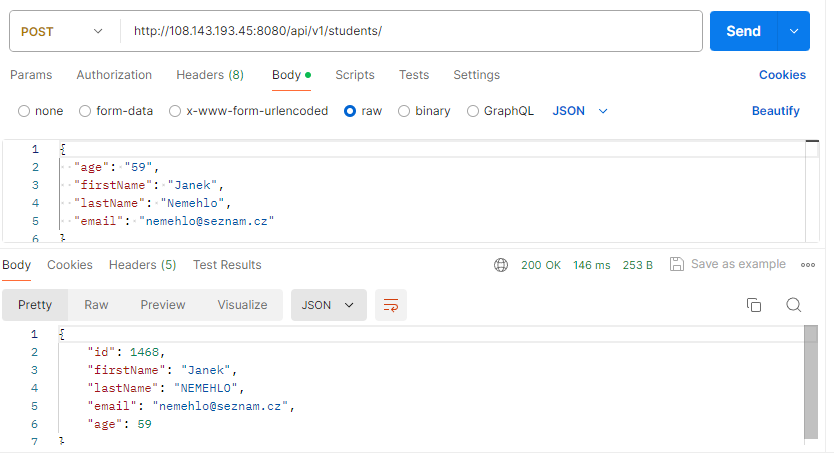 POST http://108.143.193.45:8080/api/v1/students/ Send
Params Authorization Headers (8) Body Scripts Tests Settings Cookies
none form-data x-www-form-urlencoded raw binary GraphQL JSON Beautify
1 {
2 "age": "59",
3 "firstName": "Janek",
4 "lastName": "Nemehlo",
5 "email": "nemehlo@seznam.cz"
6 }
Body Cookies Headers (5) Test Results 200 OK 146 ms 253 B Save as example
Pretty Raw Preview Visualize JSON
1 {
2 "id": 1468,
3 "firstName": "Janek",
4 "lastName": "NEMEHLO",
5 "email": "nemehlo@seznam.cz",
6 "age": 59
7 }